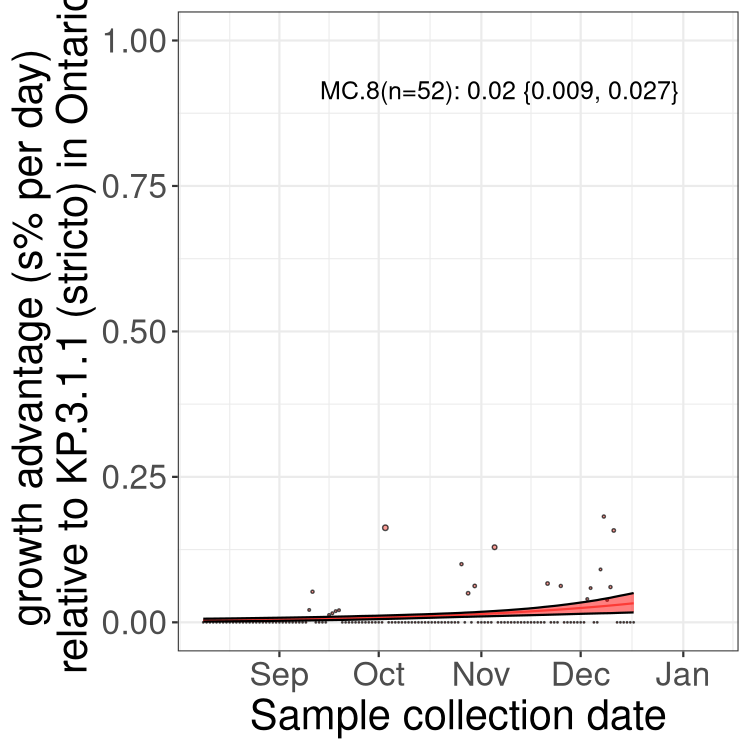 growth advantage (s% per day)
relative to KP.3.1.1 (stricto) in Ontario
1.00
0.75
0.50
0.25
0.00
MC.8(n=52): 0.02 {0.009, 0.027}
Sep Oct Nov Dec Jan
Sample collection date